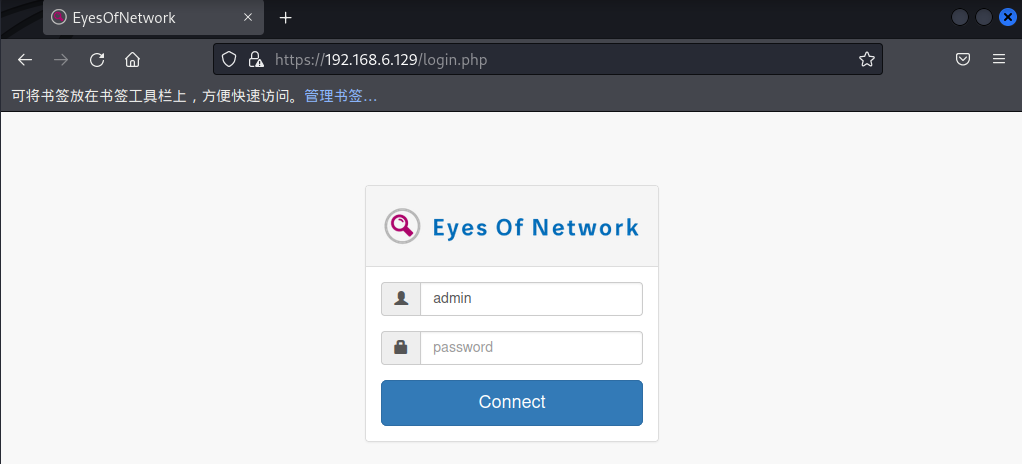 EyesOfNetwork
https://192.168.6.129/login.php
可将书签放在书签工具栏上，方便快速访问。管理书签…
Eyes Of Network
admin
password
Connect